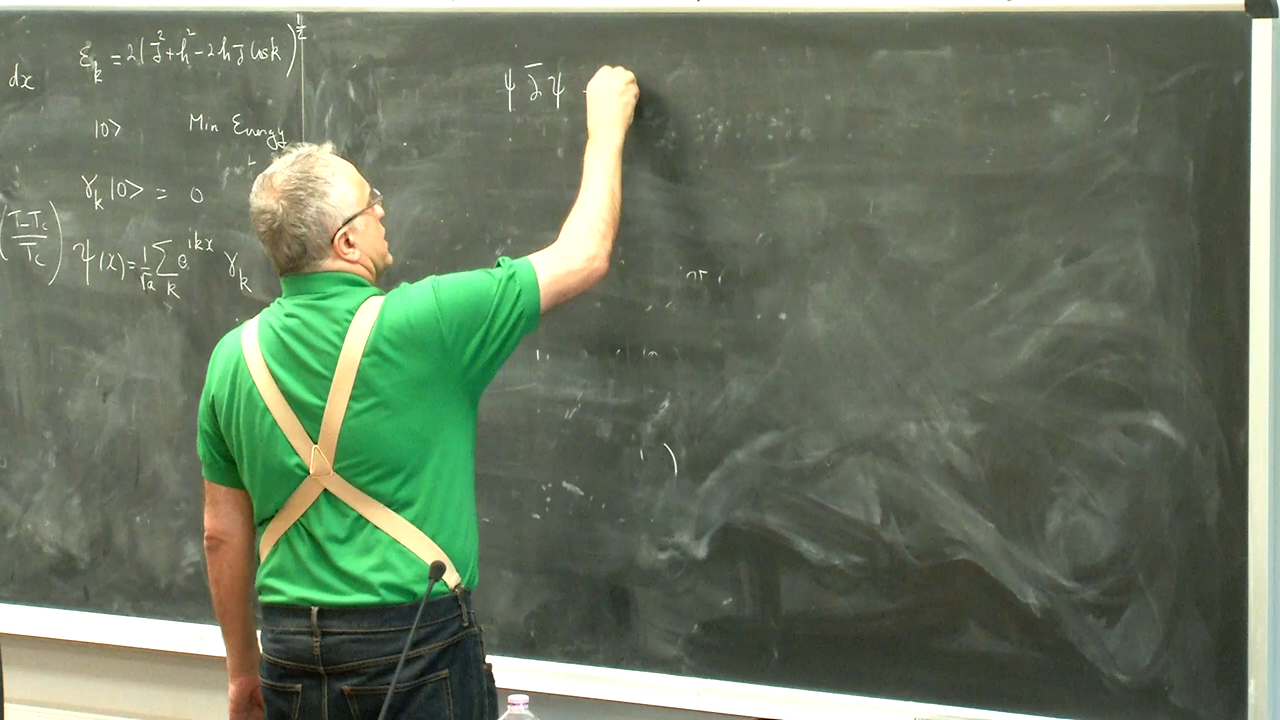 dx
ε_k = 2(J²+h²-2hJ cos k)^{1/2}
|0> Min Energy
γ_k |0> = 0
(T-T_c / T_c)
ψ(x) = 1/√a Σ_k e^{ikx} γ_k
ψ ∂̄ ψ